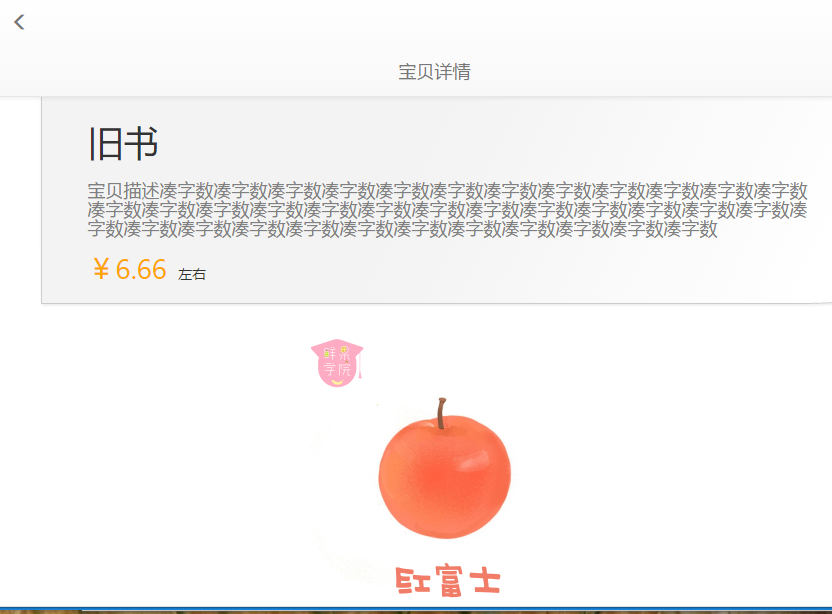 宝贝详情
旧书
宝贝描述凑字数凑字数凑字数凑字数凑字数凑字数凑字数凑字数凑字数凑字数凑字数凑字数
凑字数凑字数凑字数凑字数凑字数凑字数凑字数凑字数凑字数凑字数凑字数凑字数凑字数凑
字数凑字数凑字数凑字数凑字数凑字数凑字数凑字数凑字数凑字数凑字数凑字数
￥6.66 左右
鲜果
学院
红富士